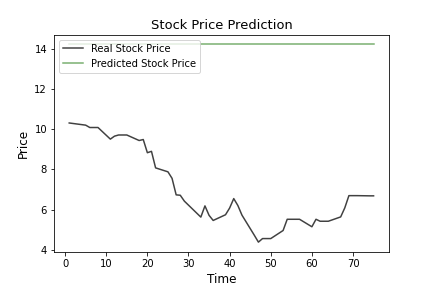 Stock Price Prediction
Real Stock Price
Predicted Stock Price
14
12
10
8
6
4
Price
0 10 20 30 40 50 60 70
Time